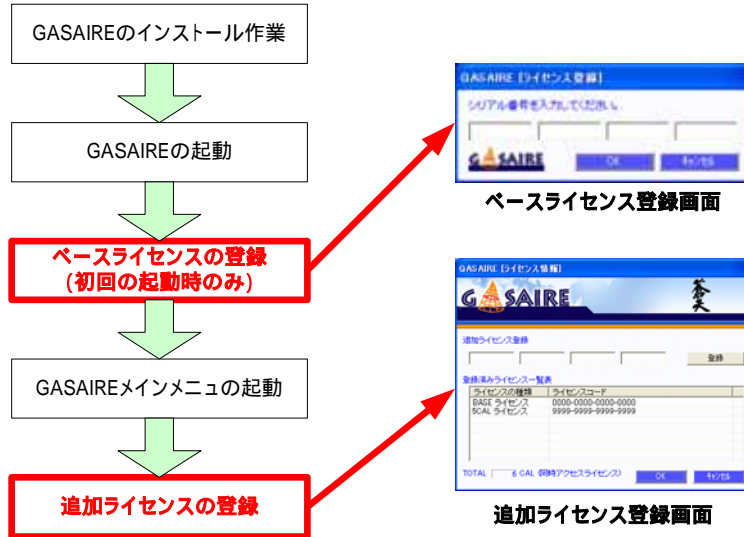 GASAIREのインストール作業
GASAIREの起動
ベースライセンスの登録
(初回の起動時のみ)
GASAIREメインメニュの起動
追加ライセンスの登録
GASAIRE [ライセンス登録]
シリアル番号を入力してください。
GASAIRE
OK
キャンセル
ベースライセンス登録画面
GASAIRE [ライセンス情報]
GASAIRE
蒼天
追加ライセンス登録
登録
登録済みライセンス一覧表
ライセンスの種類 ライセンスコード
BASE ライセンス 0000-0000-0000-0000
5CAL ライセンス 9999-9999-9999-9999
TOTAL 6 CAL (同時アクセスライセンス)
OK
キャンセル
追加ライセンス登録画面